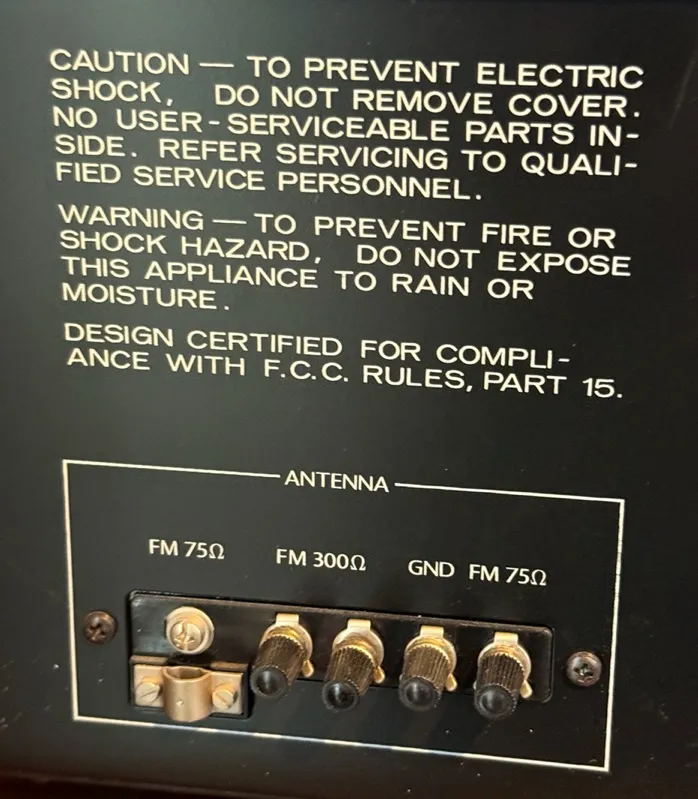 CAUTION — TO PREVENT ELECTRIC
SHOCK, DO NOT REMOVE COVER.
NO USER-SERVICEABLE PARTS IN-
SIDE. REFER SERVICING TO QUALI-
FIED SERVICE PERSONNEL.
WARNING — TO PREVENT FIRE OR
SHOCK HAZARD, DO NOT EXPOSE
THIS APPLIANCE TO RAIN OR
MOISTURE.
DESIGN CERTIFIED FOR COMPLI-
ANCE WITH F.C.C. RULES, PART 15.
ANTENNA
FM 75Ω FM 300Ω GND FM 75Ω